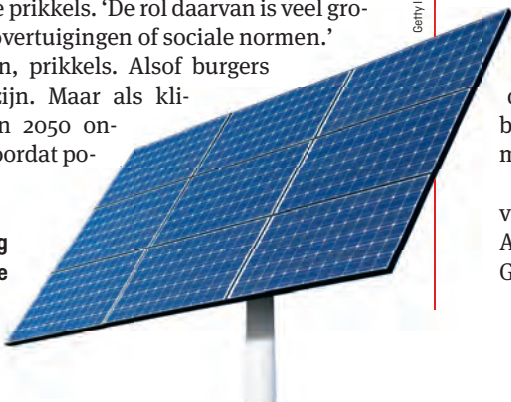 e prikkels. ‘De rol daarvan is veel gro-
overtuigingen of sociale normen.’
n, prikkels. Alsof burgers
zijn. Maar als kli-
n 2050 on-
oordat po-
g
e
Getty I
b
m
v
A
G